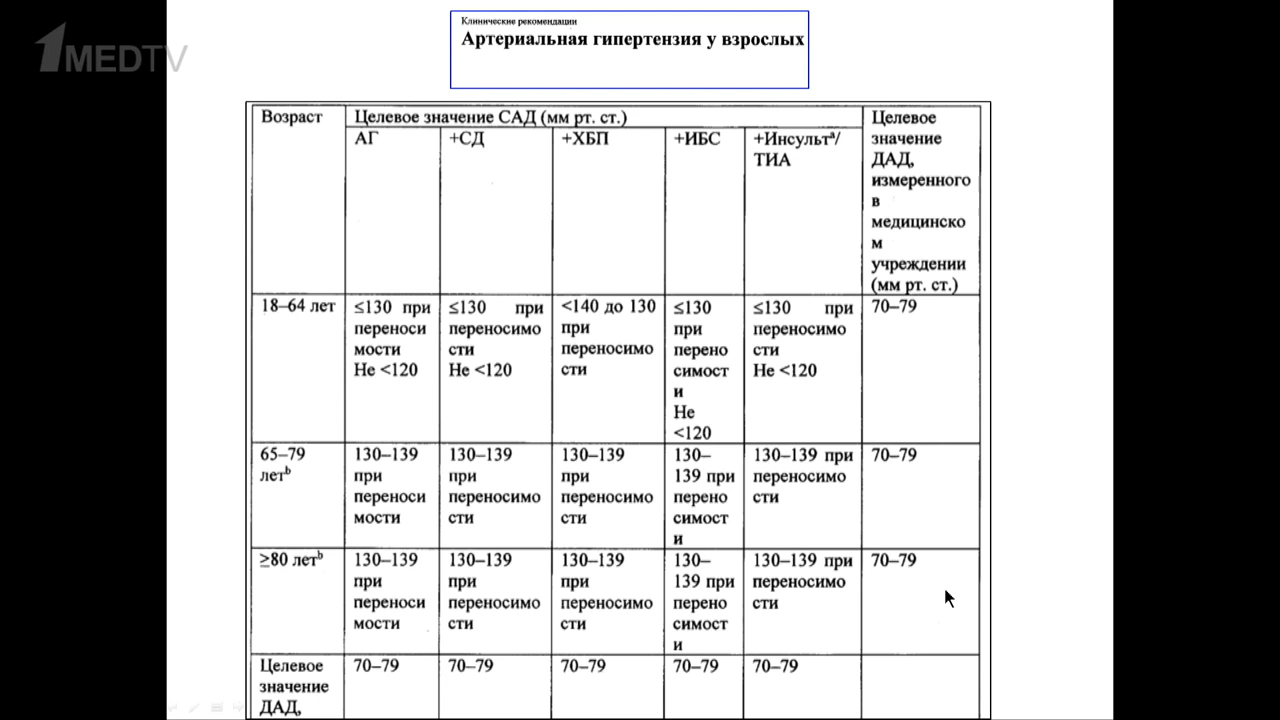 1MEDTV
Клинические рекомендации
Артериальная гипертензия у взрослых
Возраст
Целевое значение САД (мм рт. ст.)
Целевое
значение
ДАД,
измеренного
в
медицинско
м
учреждении
(мм рт. ст.)
АГ
+СД
+ХБП
+ИБС
+Инсультᵃ/
ТИА
18–64 лет
≤130 при
переноси
мости
Не <120
≤130 при
переносимо
сти
Не <120
<140 до 130
при
переносимо
сти
≤130
при
перено
симост
и
Не
<120
≤130 при
переносимо
сти
Не <120
70–79
65–79
летᵇ
130–139
при
переноси
мости
130–139
при
переносимо
сти
130–139
при
переносимо
сти
130–
139 при
перено
симост
и
130–139 при
переносимо
сти
70–79
≥80 летᵇ
130–139
при
переноси
мости
130–139
при
переносимо
сти
130–139
при
переносимо
сти
130–
139 при
перено
симост
и
130–139 при
переносимо
сти
70–79
Целевое
значение
ДАД,
70–79
70–79
70–79
70–79
70–79